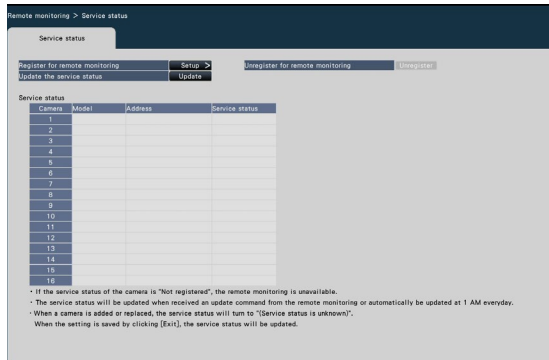 Remote monitoring > Service status
Service status
Register for remote monitoring Setup > Unregister for remote monitoring Unregister
Update the service status Update
Service status
Camera Model Address Service status
1
2
3
4
5
6
7
8
9
10
11
12
13
14
15
16
・If the service status of the camera is "Not registered", the remote monitoring is unavailable.
・The service status will be updated when received an update command from the remote monitoring or automatically be updated at 1 AM everyday.
・When a camera is added or replaced, the service status will turn to "(Service status is unknown)".
When the setting is saved by clicking [Exit], the service status will be updated.